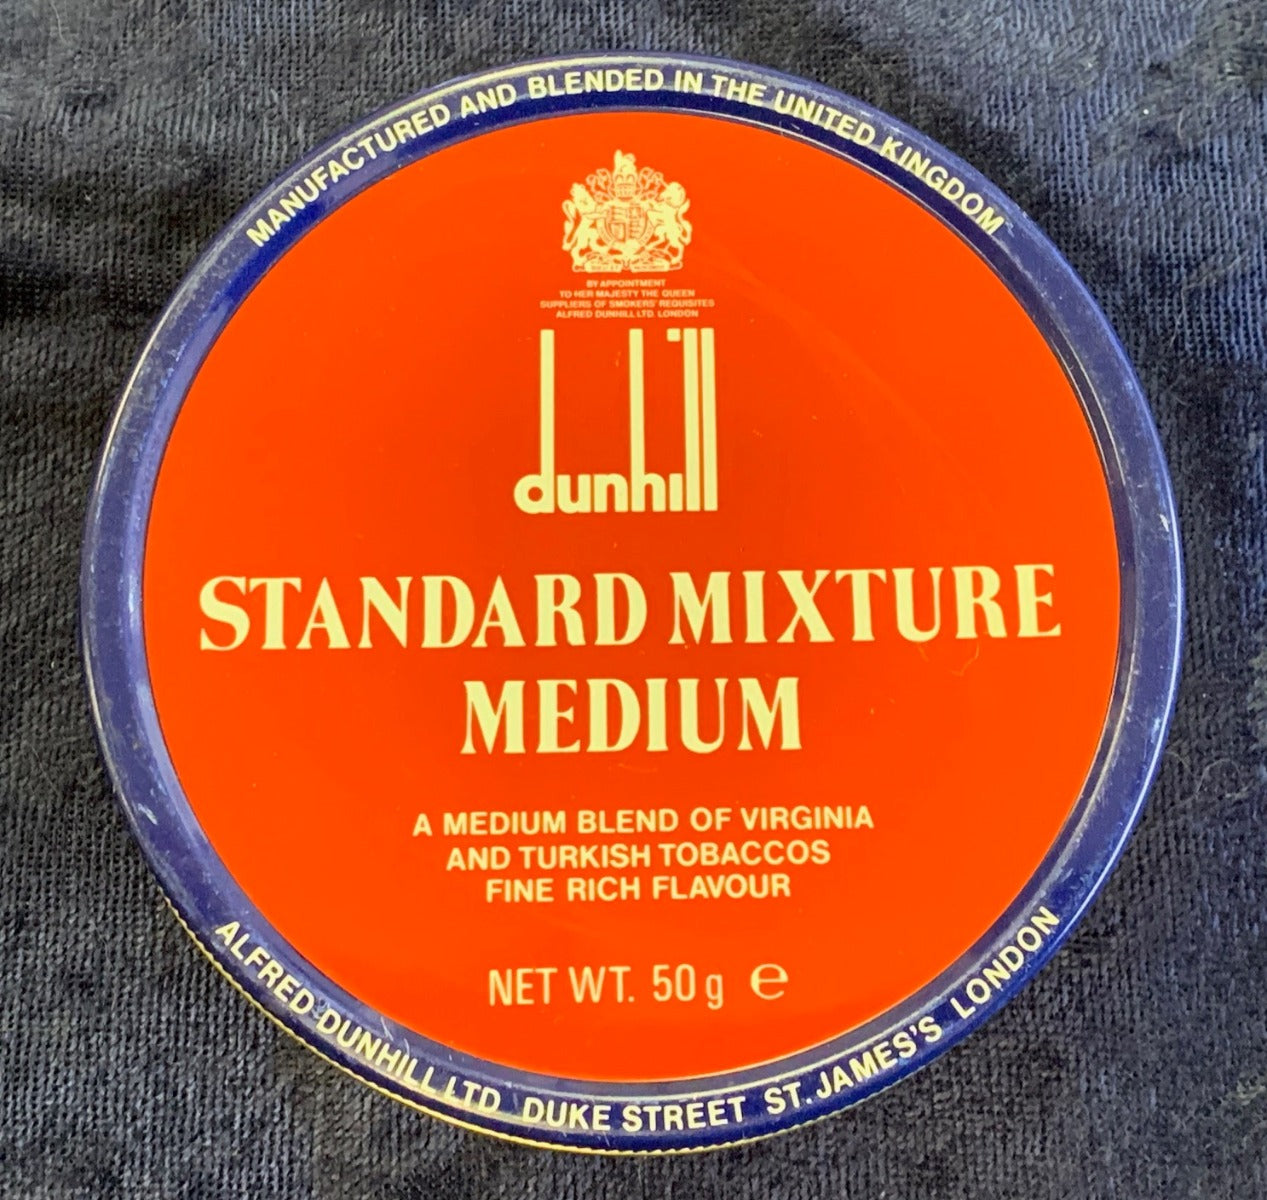 MANUFACTURED AND BLENDED IN THE UNITED KINGDOM
BY APPOINTMENT
TO HER MAJESTY THE QUEEN
SUPPLIERS OF SMOKERS' REQUISITES
ALFRED DUNHILL LTD. LONDON
dunhill
STANDARD MIXTURE
MEDIUM
A MEDIUM BLEND OF VIRGINIA
AND TURKISH TOBACCOS
FINE RICH FLAVOUR
NET WT. 50 g ℮
ALFRED DUNHILL LTD DUKE STREET ST. JAMES'S LONDON